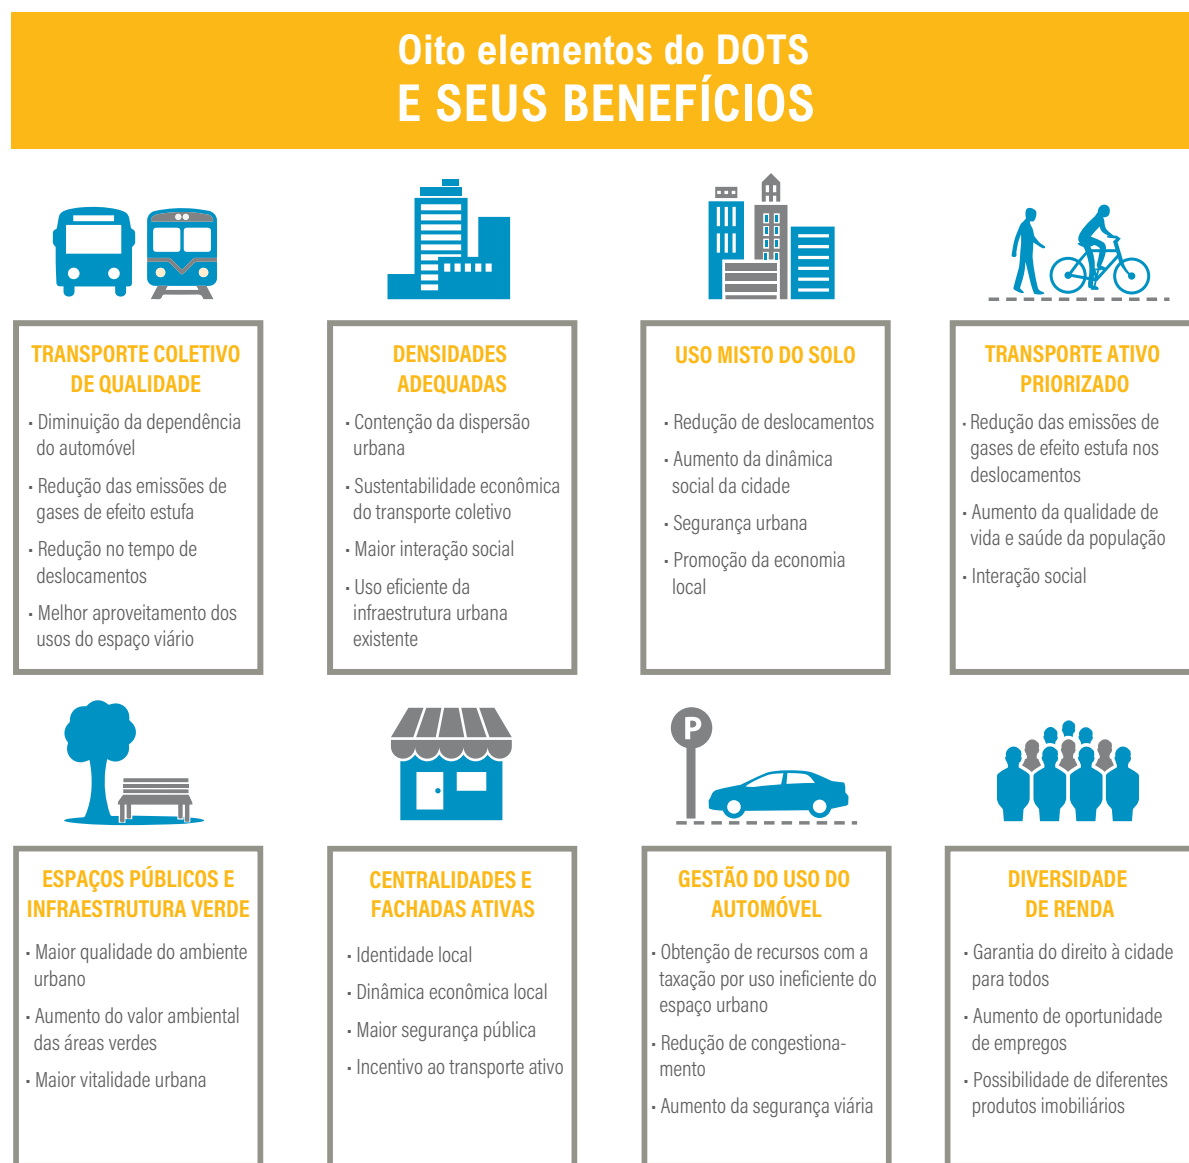 Oito elementos do DOTS
E SEUS BENEFÍCIOS
TRANSPORTE COLETIVO
DE QUALIDADE
· Diminuição da dependência
do automóvel
· Redução das emissões de
gases de efeito estufa
· Redução no tempo de
deslocamentos
· Melhor aproveitamento dos
usos do espaço viário
DENSIDADES
ADEQUADAS
· Contenção da dispersão
urbana
· Sustentabilidade econômica
do transporte coletivo
· Maior interação social
· Uso eficiente da
infraestrutura urbana
existente
USO MISTO DO SOLO
· Redução de deslocamentos
· Aumento da dinâmica
social da cidade
· Segurança urbana
· Promoção da economia
local
TRANSPORTE ATIVO
PRIORIZADO
· Redução das emissões de
gases de efeito estufa nos
deslocamentos
· Aumento da qualidade de
vida e saúde da população
· Interação social
ESPAÇOS PÚBLICOS E
INFRAESTRUTURA VERDE
· Maior qualidade do ambiente
urbano
· Aumento do valor ambiental
das áreas verdes
· Maior vitalidade urbana
CENTRALIDADES E
FACHADAS ATIVAS
· Identidade local
· Dinâmica econômica local
· Maior segurança pública
· Incentivo ao transporte ativo
P
GESTÃO DO USO DO
AUTOMÓVEL
· Obtenção de recursos com a
taxação por uso ineficiente do
espaço urbano
· Redução de congestiona-
mento
· Aumento da segurança viária
DIVERSIDADE
DE RENDA
· Garantia do direito à cidade
para todos
· Aumento de oportunidade
de empregos
· Possibilidade de diferentes
produtos imobiliários